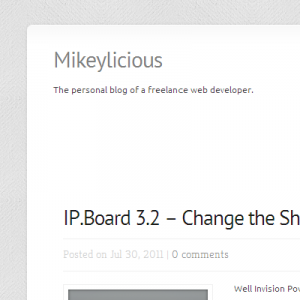 Mikeylicious
The personal blog of a freelance web developer.
IP.Board 3.2 – Change the Sh
Posted on Jul 30, 2011 | 0 comments
Well Invision Po